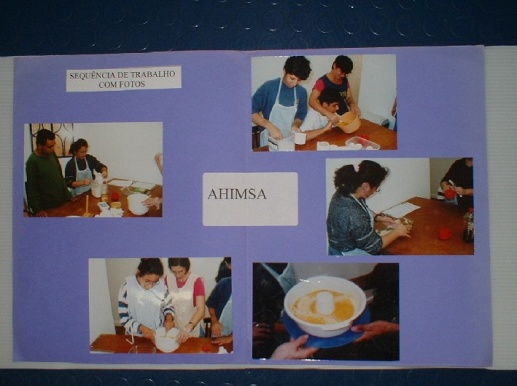 SEQUÊNCIA DE TRABALHO
COM FOTOS
AHIMSA